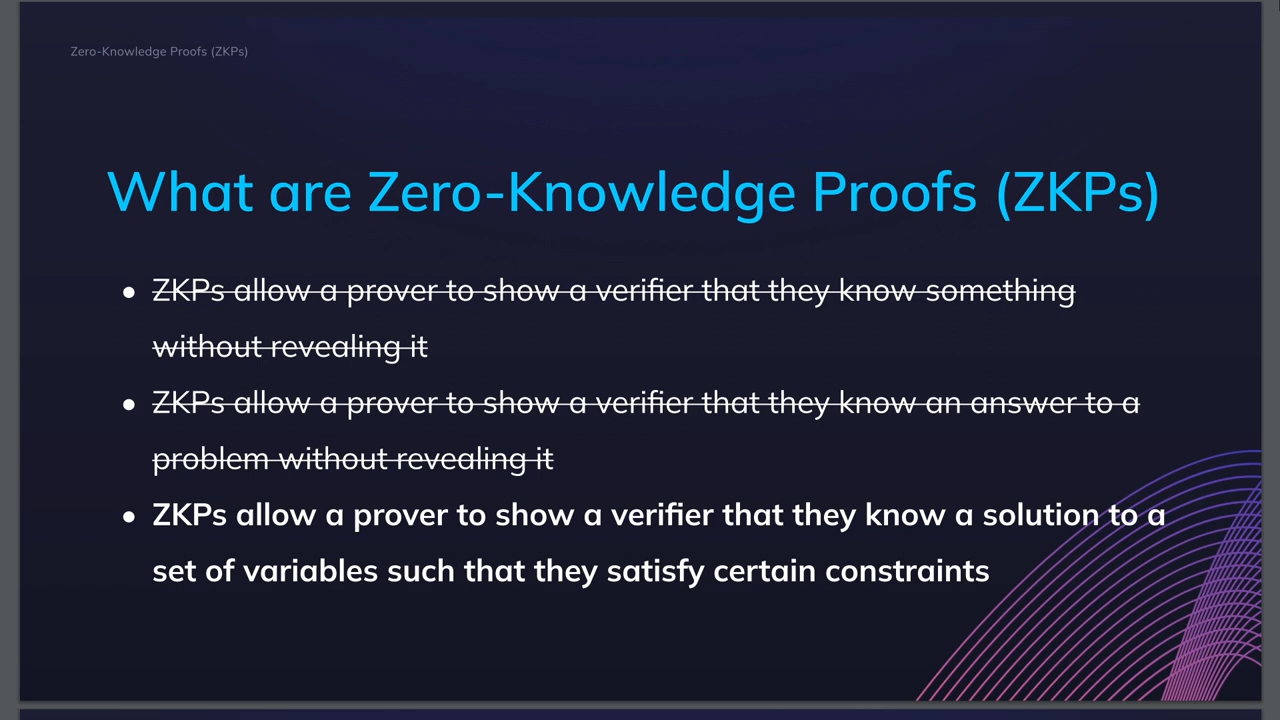 Zero-Knowledge Proofs (ZKPs)
What are Zero-Knowledge Proofs (ZKPs)
• ZKPs allow a prover to show a verifier that they know something
without revealing it
• ZKPs allow a prover to show a verifier that they know an answer to a
problem without revealing it
• ZKPs allow a prover to show a verifier that they know a solution to a
set of variables such that they satisfy certain constraints